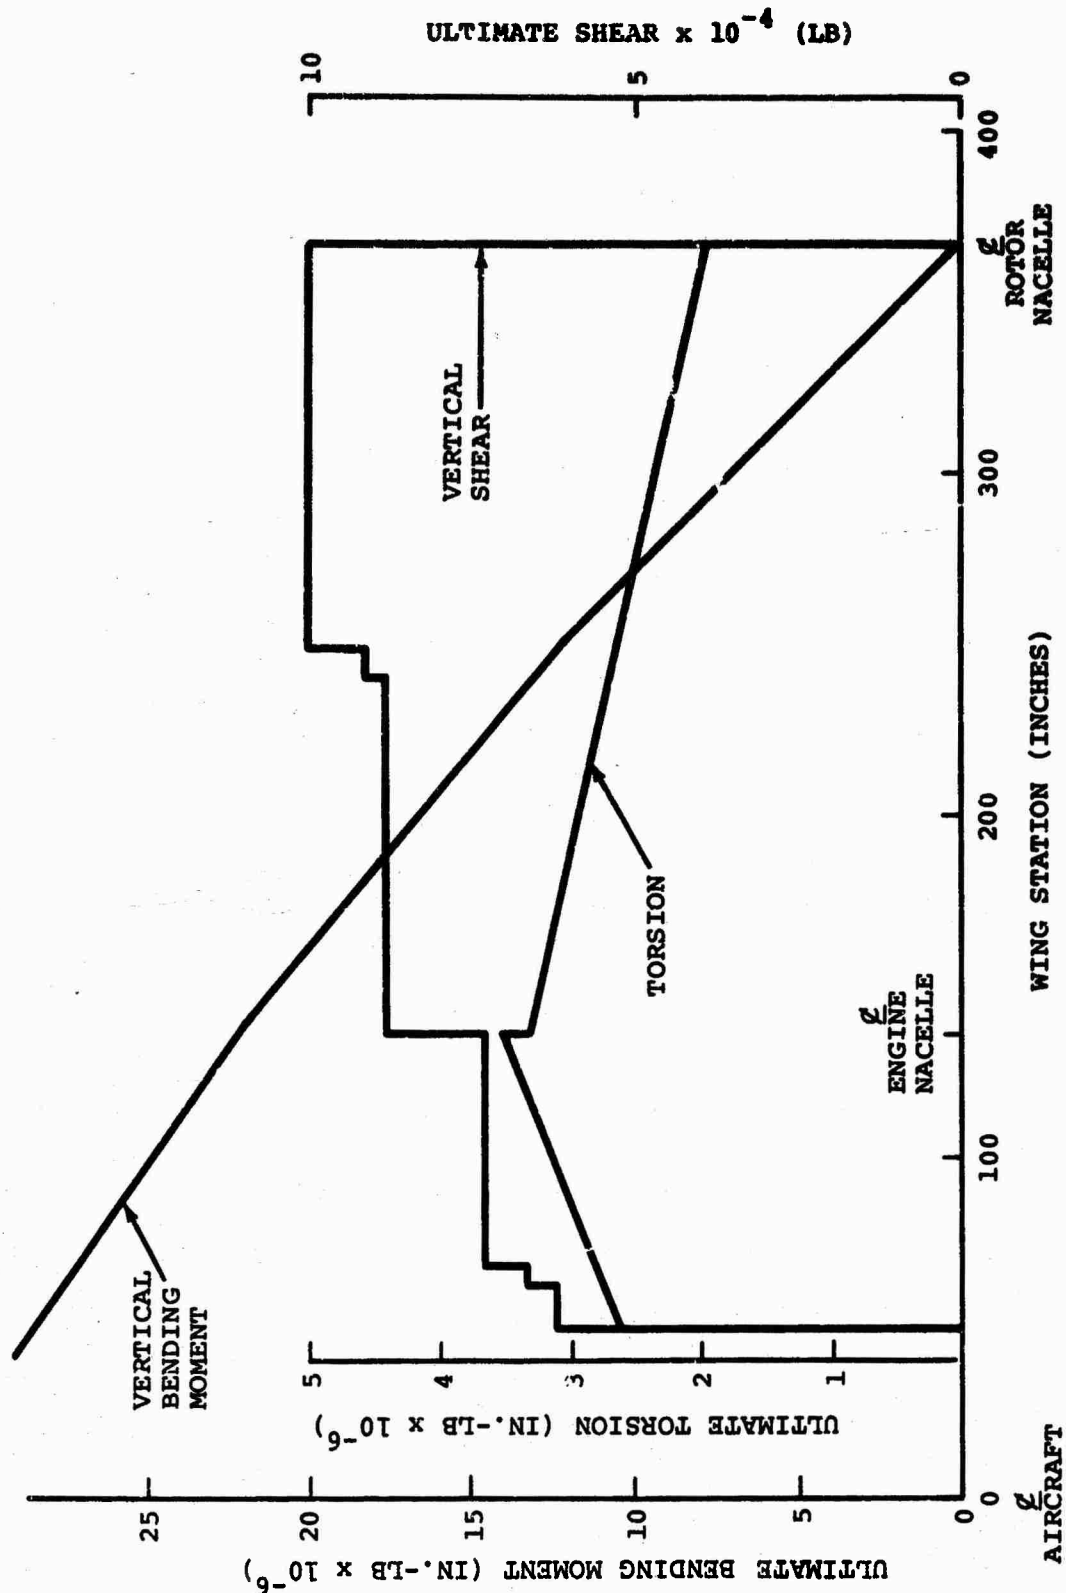 ULTIMATE SHEAR x 10⁻⁴ (LB)
10
5
0
ULTIMATE BENDING MOMENT (IN.-LB x 10⁻⁶)
25
15
10
5
0
ULTIMATE TORSION (IN.-LB x 10⁻⁶)
5
4
3
2
1
VERTICAL
BENDING
MOMENT
VERTICAL
SHEAR
TORSION
℄
ENGINE
NACELLE
100
200
300
400
℄
AIRCRAFT
℄
ROTOR
NACELLE
WING STATION (INCHES)